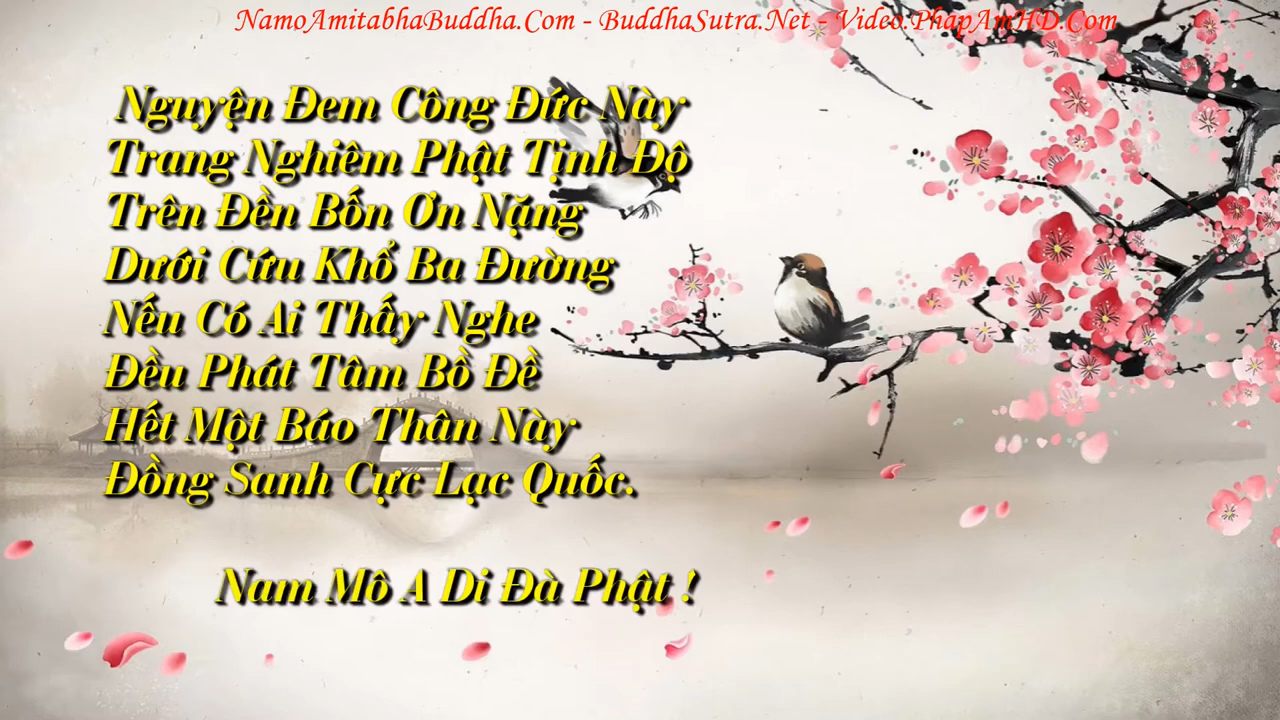 NamoAmitabhaBuddha.Com - BuddhaSutra.Net - Video.PhapAmHD.Com
Nguyện Đem Công Đức Này
Trang Nghiêm Phật Tịnh Độ
Trên Đền Bốn Ơn Nặng
Dưới Cứu Khổ Ba Đường
Nếu Có Ai Thấy Nghe
Đều Phát Tâm Bồ Đề
Hết Một Báo Thân Này
Đồng Sanh Cực Lạc Quốc.
Nam Mô A Di Đà Phật !